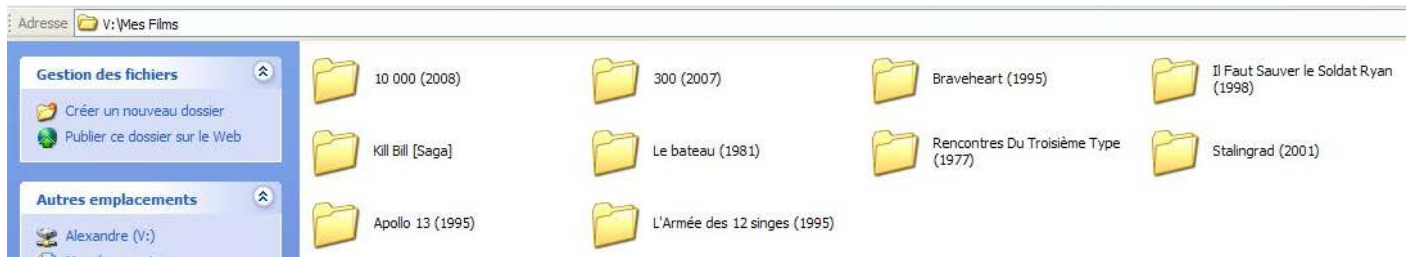 Adresse V:\Mes Films
Gestion des fichiers
Créer un nouveau dossier
Publier ce dossier sur le Web
Autres emplacements
Alexandre (V:)
10 000 (2008)
300 (2007)
Braveheart (1995)
Il Faut Sauver le Soldat Ryan
(1998)
Kill Bill [Saga]
Le bateau (1981)
Rencontres Du Troisième Type
(1977)
Stalingrad (2001)
Apollo 13 (1995)
L'Armée des 12 singes (1995)